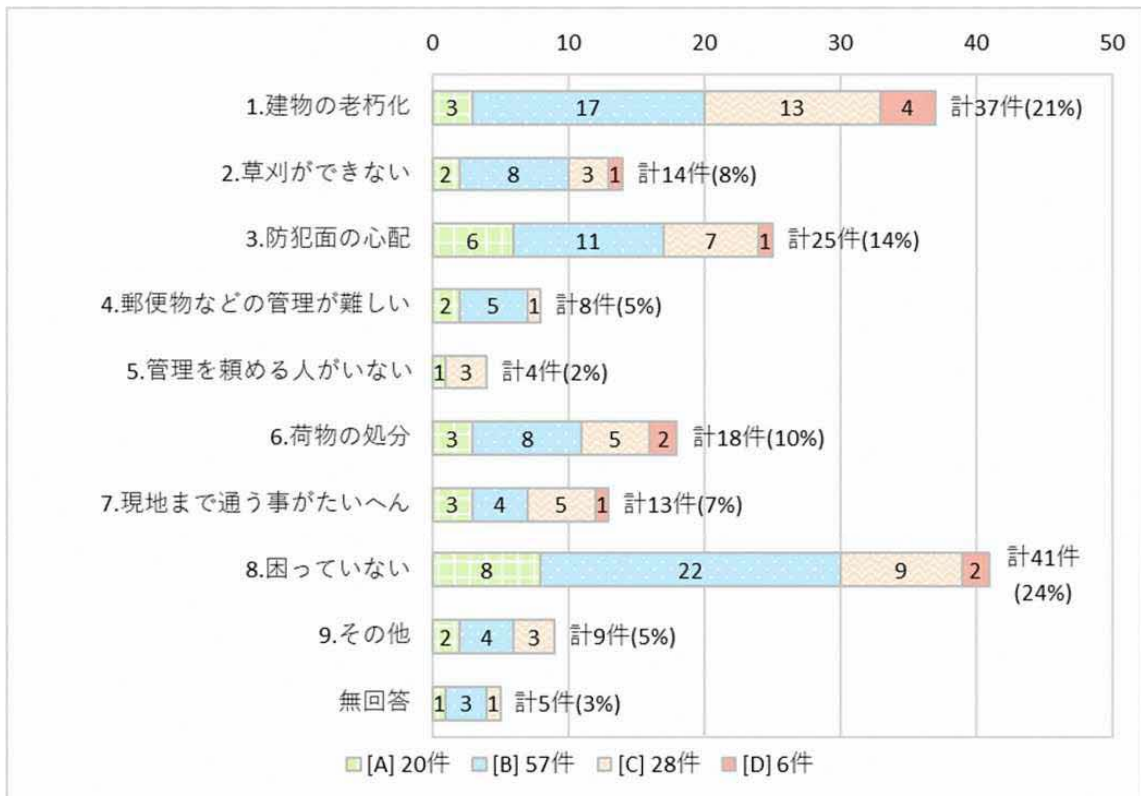 0 10 20 30 40 50
1.建物の老朽化 3 17 13 4 計37件(21%)
2.草刈ができない 2 8 3 1 計14件(8%)
3.防犯面の心配 6 11 7 1 計25件(14%)
4.郵便物などの管理が難しい 2 5 1 計8件(5%)
5.管理を頼める人がいない 1 3 計4件(2%)
6.荷物の処分 3 8 5 2 計18件(10%)
7.現地まで通う事がたいへん 3 4 5 1 計13件(7%)
8.困っていない 8 22 9 2 計41件
(24%)
9.その他 2 4 3 計9件(5%)
無回答 1 3 1 計5件(3%)
[A] 20件 [B] 57件 [C] 28件 [D] 6件